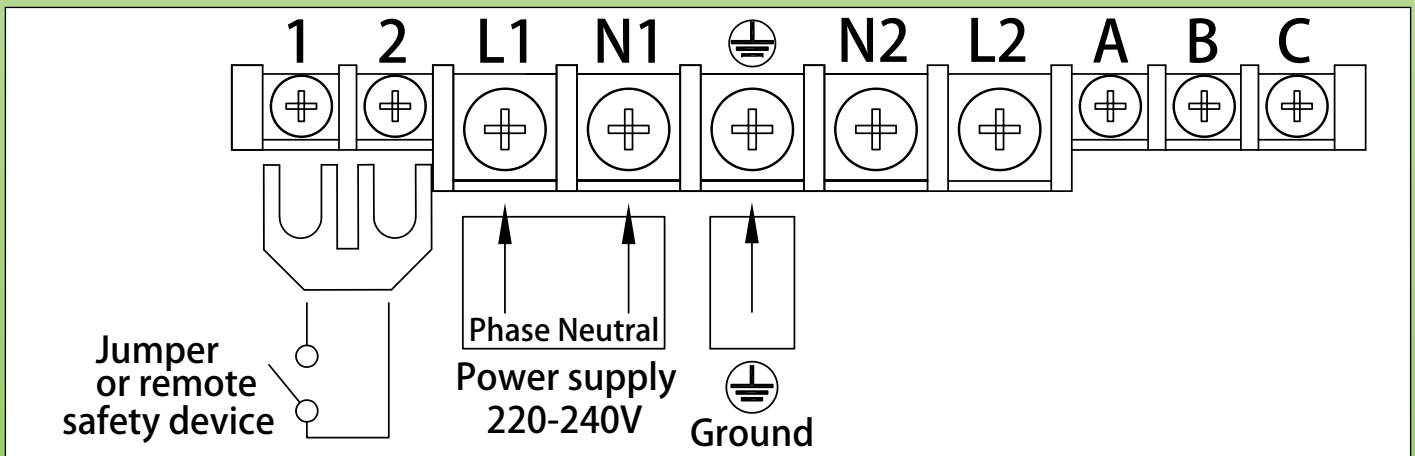 1 2 L1 N1 N2 L2 A B C
Phase Neutral
Jumper
or remote
safety device
Power supply
220-240V
Ground